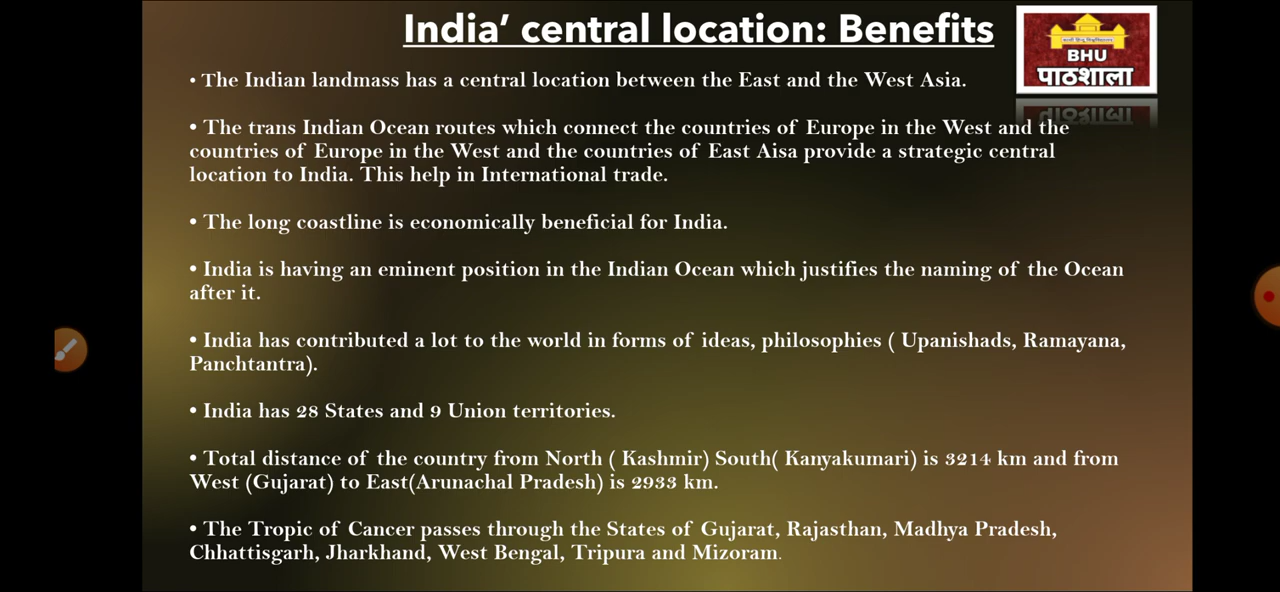 India’ central location: Benefits
BHU
पाठशाला
• The Indian landmass has a central location between the East and the West Asia.
• The trans Indian Ocean routes which connect the countries of Europe in the West and the
countries of Europe in the West and the countries of East Aisa provide a strategic central
location to India. This help in International trade.
• The long coastline is economically beneficial for India.
• India is having an eminent position in the Indian Ocean which justifies the naming of the Ocean
after it.
• India has contributed a lot to the world in forms of ideas, philosophies ( Upanishads, Ramayana,
Panchtantra).
• India has 28 States and 9 Union territories.
• Total distance of the country from North ( Kashmir) South( Kanyakumari) is 3214 km and from
West (Gujarat) to East(Arunachal Pradesh) is 2933 km.
• The Tropic of Cancer passes through the States of Gujarat, Rajasthan, Madhya Pradesh,
Chhattisgarh, Jharkhand, West Bengal, Tripura and Mizoram.